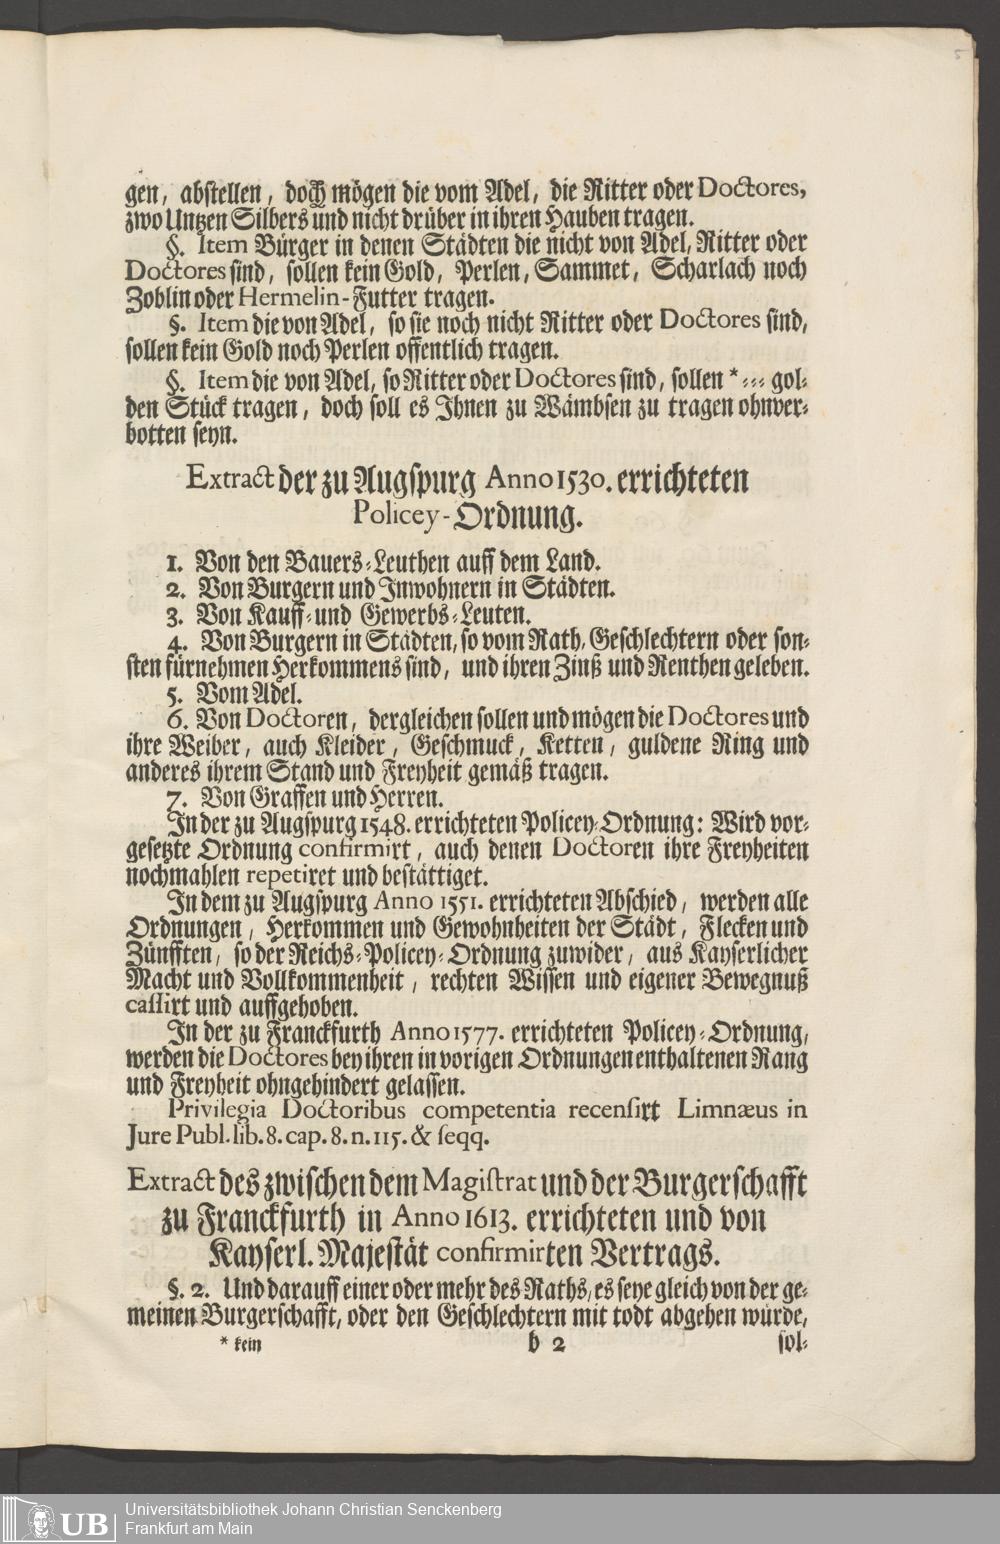 5
gen, abstellen, doch mögen die vom Adel, die Ritter oder Doctores,
zwo Untzen Silbers und nicht drüber in ihren Hauben tragen.
§. Item Bürger in denen Städten die nicht von Adel, Ritter oder
Doctores sind, sollen kein Gold, Perlen, Sammet, Scharlach noch
Zoblin oder Hermelin-Futter tragen.
§. Item die von Adel, so sie noch nicht Ritter oder Doctores sind,
sollen kein Gold noch Perlen offentlich tragen.
§. Item die von Adel, so Ritter oder Doctores sind, sollen *-- gol-
den Stück tragen, doch soll es Ihnen zu Wämbsen zu tragen ohnver-
botten seyn.
Extract der zu Augspurg Anno 1530. errichteten
Policey-Ordnung.
1. Von den Bauers-Leuthen auff dem Land.
2. Von Burgern und Inwohnern in Städten.
3. Von Kauff- und Gewerbs-Leuten.
4. Von Burgern in Städten, so vom Rath, Geschlechtern oder son-
sten fürnehmen Herkommens sind, und ihren Zinß und Renthen geleben.
5. Vom Adel.
6. Von Doctoren, dergleichen sollen und mögen die Doctores und
ihre Weiber, auch Kleider, Geschmuck, Ketten, guldene Ring und
anderes ihrem Stand und Freyheit gemäß tragen.
7. Von Graffen und Herren.
In der zu Augspurg 1548. errichteten Policey-Ordnung: Wird vor-
gesetzte Ordnung confirmirt, auch denen Doctoren ihre Freyheiten
nochmahlen repetiret und bestättiget.
In dem zu Augspurg Anno 1551. errichteten Abschied, werden alle
Ordnungen, Herkommen und Gewohnheiten der Städt, Flecken und
Zünfften, so der Reichs-Policey-Ordnung zuwider, aus Kayserlicher
Macht und Vollkommenheit, rechten Wissen und eigener Bewegnuß
cassirt und auffgehoben.
In der zu Franckfurth Anno 1577. errichteten Policey-Ordnung,
werden die Doctores bey ihren in vorigen Ordnungen enthaltenen Rang
und Freyheit ohngehindert gelassen.
Privilegia Doctoribus competentia recensirt Limnæus in
Jure Publ. lib. 8. cap. 8. n. 115. & seqq.
Extract des zwischen dem Magistrat und der Burgerschafft
zu Franckfurth in Anno 1613. errichteten und von
Kayserl. Majestät confirmirten Vertrags.
§. 2. Und darauff einer oder mehr des Raths, es seye gleich von der ge-
meinen Burgerschafft, oder den Geschlechtern mit todt abgehen würde,
* kein b 2 sol-
UB
Universitätsbibliothek Johann Christian Senckenberg
Frankfurt am Main